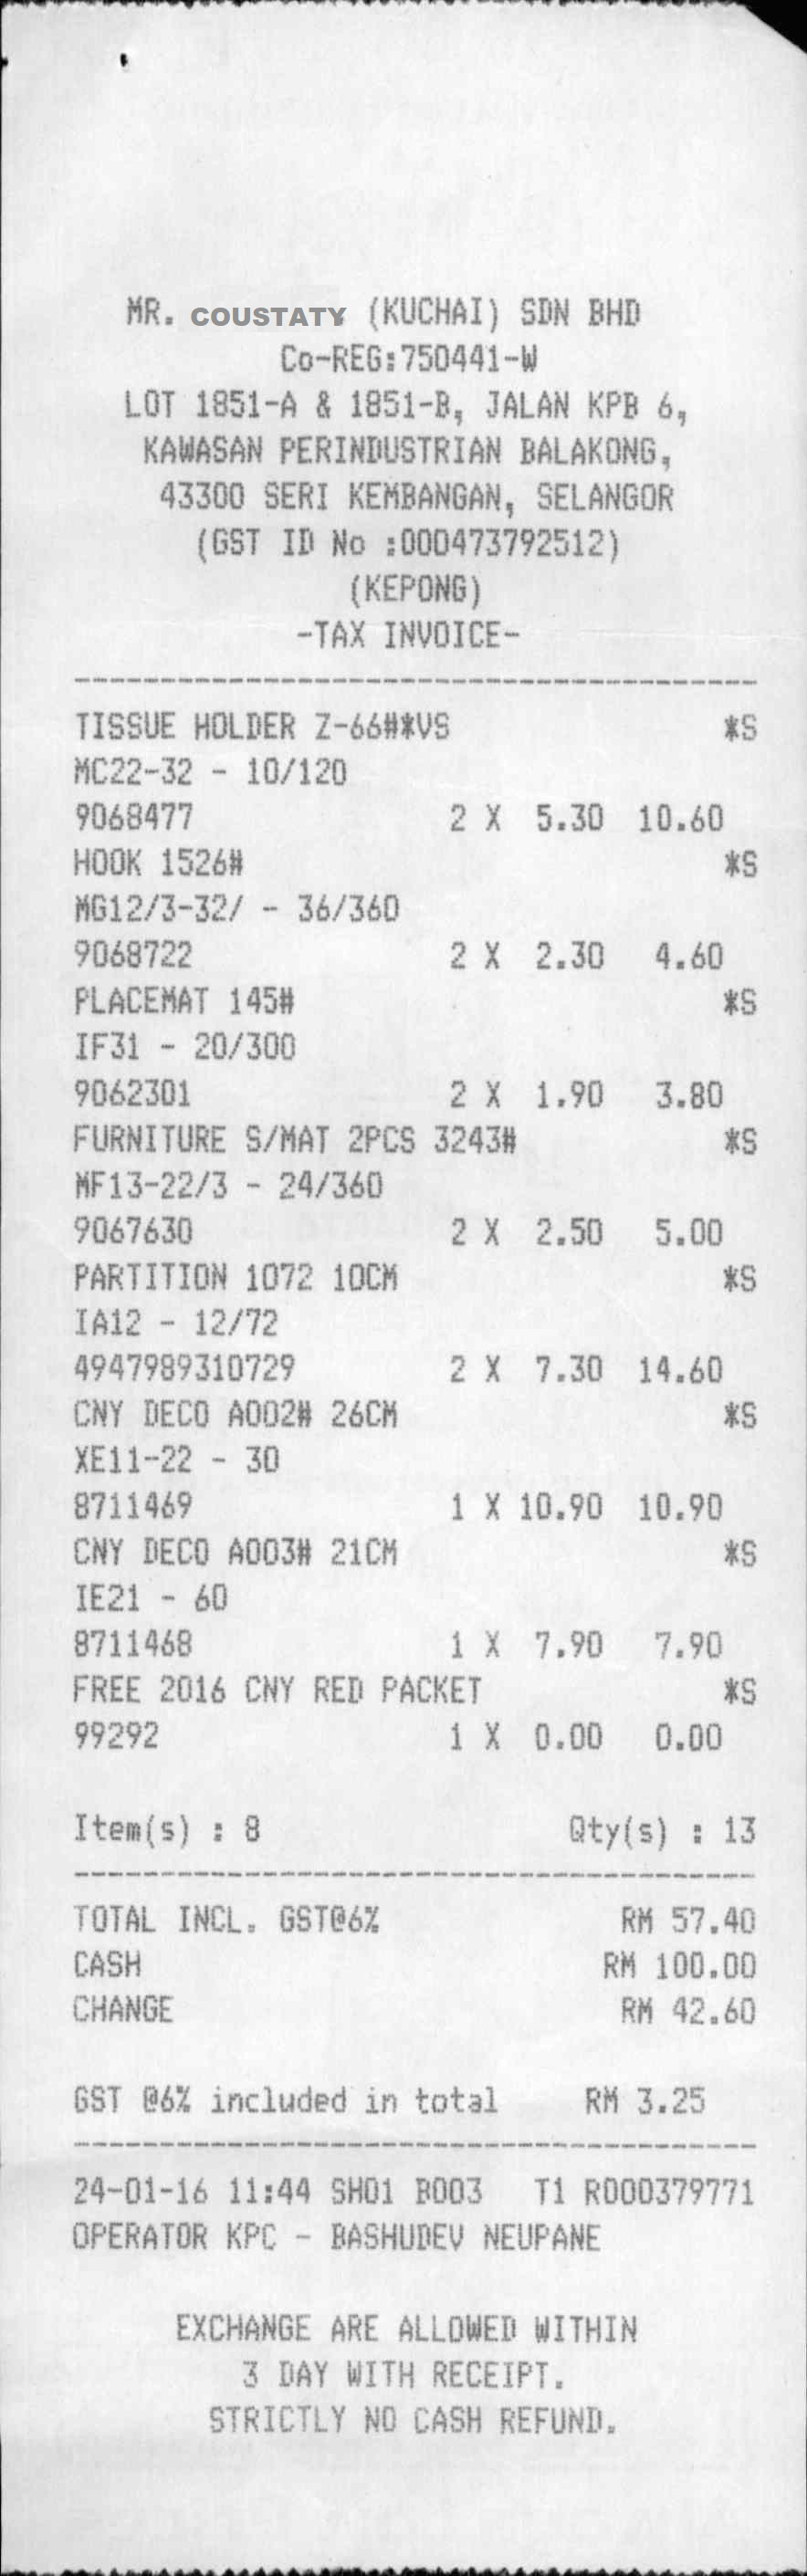 MR. COUSTATY (KUCHAI) SDN BHD
Co-REG:750441-W
LOT 1851-A & 1851-B, JALAN KPB 6,
KAWASAN PERINDUSTRIAN BALAKONG,
43300 SERI KEMBANGAN, SELANGOR
(GST ID No :000473792512)
(KEPONG)
-TAX INVOICE-
TISSUE HOLDER Z-66#*VS *S
MC22-32 - 10/120
9068477 2 X 5.30 10.60
HOOK 1526# *S
MG12/3-32/ - 36/360
9068722 2 X 2.30 4.60
PLACEMAT 145# *S
IF31 - 20/300
9062301 2 X 1.90 3.80
FURNITURE S/MAT 2PCS 3243# *S
MF13-22/3 - 24/360
9067630 2 X 2.50 5.00
PARTITION 1072 10CM *S
IA12 - 12/72
4947989310729 2 X 7.30 14.60
CNY DECO A002# 26CM *S
XE11-22 - 30
8711469 1 X 10.90 10.90
CNY DECO A003# 21CM *S
IE21 - 60
8711468 1 X 7.90 7.90
FREE 2016 CNY RED PACKET *S
99292 1 X 0.00 0.00
Item(s) : 8 Qty(s) : 13
TOTAL INCL. GST@6% RM 57.40
CASH RM 100.00
CHANGE RM 42.60
GST @6% included in total RM 3.25
24-01-16 11:44 SH01 B003 T1 R000379771
OPERATOR KPC - BASHUDEV NEUPANE
EXCHANGE ARE ALLOWED WITHIN
3 DAY WITH RECEIPT.
STRICTLY NO CASH REFUND.